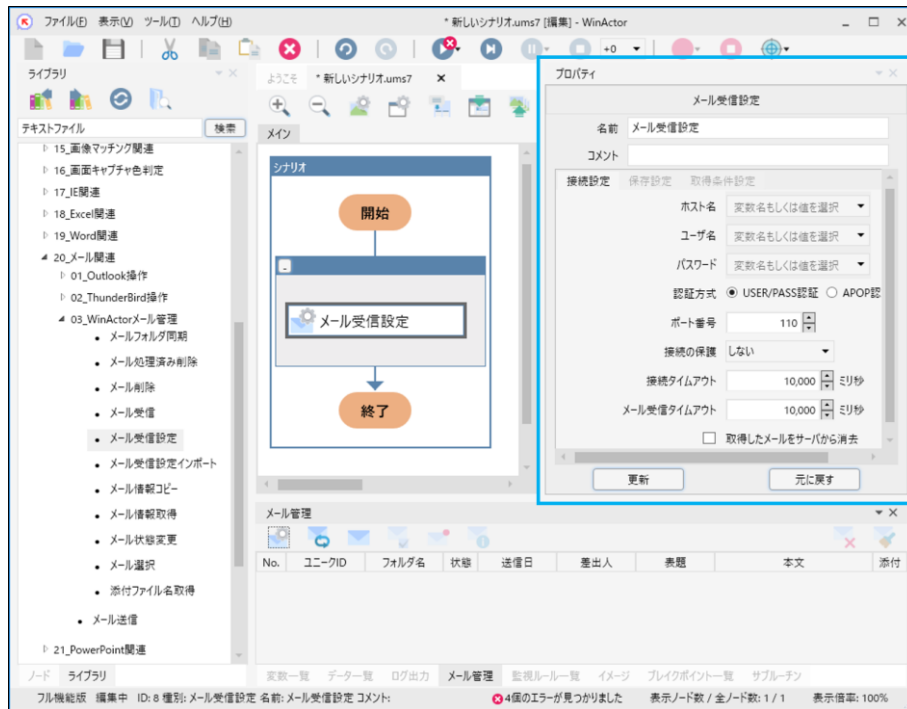 ファイル(F) 表示(V) ツール(T) ヘルプ(H)
* 新しいシナリオ.ums7 [編集] - WinActor
+0
ライブラリ
テキストファイル
検索
15_画像マッチング関連
16_画面キャプチャ色判定
17_IE関連
18_Excel関連
19_Word関連
20_メール関連
01_Outlook操作
02_ThunderBird操作
03_WinActorメール管理
メールフォルダ同期
メール処理済み削除
メール削除
メール受信
メール受信設定
メール受信設定インポート
メール情報コピー
メール情報取得
メール状態変更
メール選択
添付ファイル名取得
メール送信
21_PowerPoint関連
ノード ライブラリ
ようこそ * 新しいシナリオ.ums7
メイン
シナリオ
開始
メール受信設定
終了
プロパティ
メール受信設定
名前 メール受信設定
コメント
接続設定 保存設定 取得条件設定
ホスト名 変数名もしくは値を選択
ユーザ名 変数名もしくは値を選択
パスワード 変数名もしくは値を選択
認証方式 USER/PASS認証 APOP認
ポート番号 110
接続の保護 しない
接続タイムアウト 10,000 ミリ秒
メール受信タイムアウト 10,000 ミリ秒
取得したメールをサーバから消去
更新 元に戻す
メール管理
No. ユニークID フォルダ名 状態 送信日 差出人 表題 本文 添付
変数一覧 データ一覧 ログ出力 メール管理 監視ルール一覧 イメージ ブレイクポイント一覧 サブルーチン
フル機能版 編集中 ID: 8 種別: メール受信設定 名前: メール受信設定 コメント:
4個のエラーが見つかりました 表示ノード数 / 全ノード数: 1 / 1 表示倍率: 100%